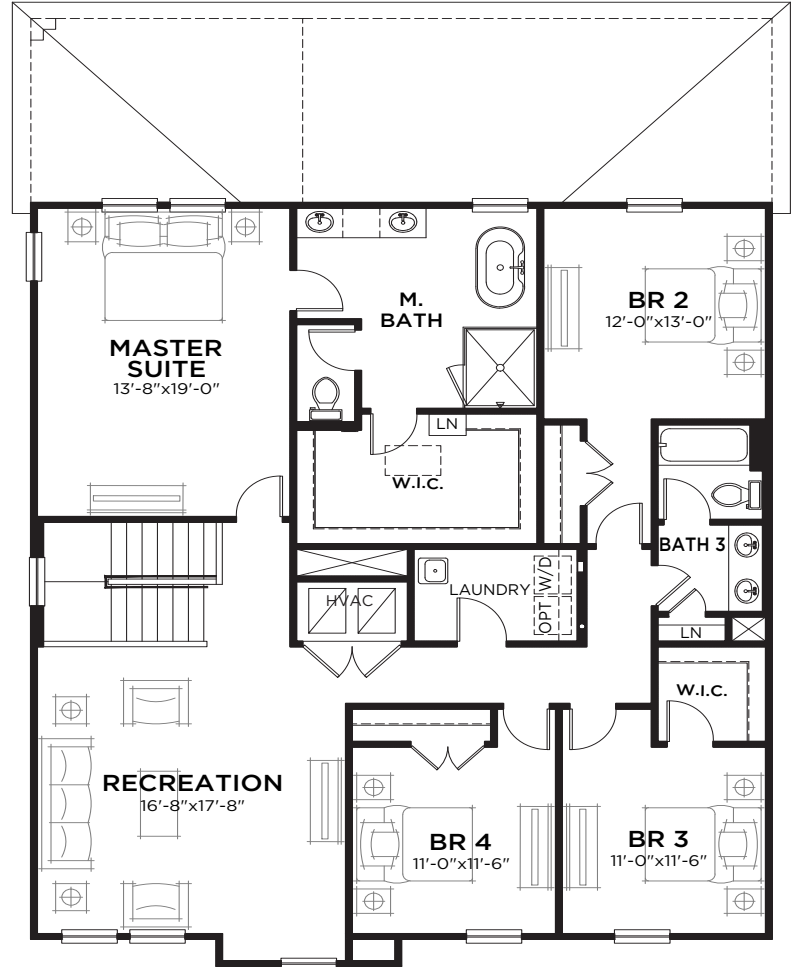 M.
BATH
BR 2
12'-0"x13'-0"
MASTER
SUITE
13'-8"x19'-0"
LN
W.I.C.
BATH 3
LAUNDRY
OPT W/D
HVAC
LN
W.I.C.
RECREATION
16'-8"x17'-8"
BR 4
11'-0"x11'-6"
BR 3
11'-0"x11'-6"